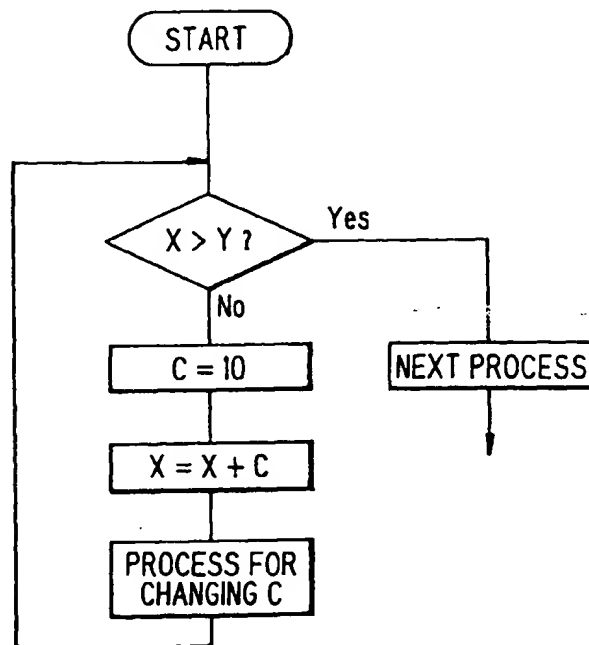 START
X > Y ?
Yes
No
C = 10
NEXT PROCESS
X = X + C
PROCESS FOR
CHANGING C